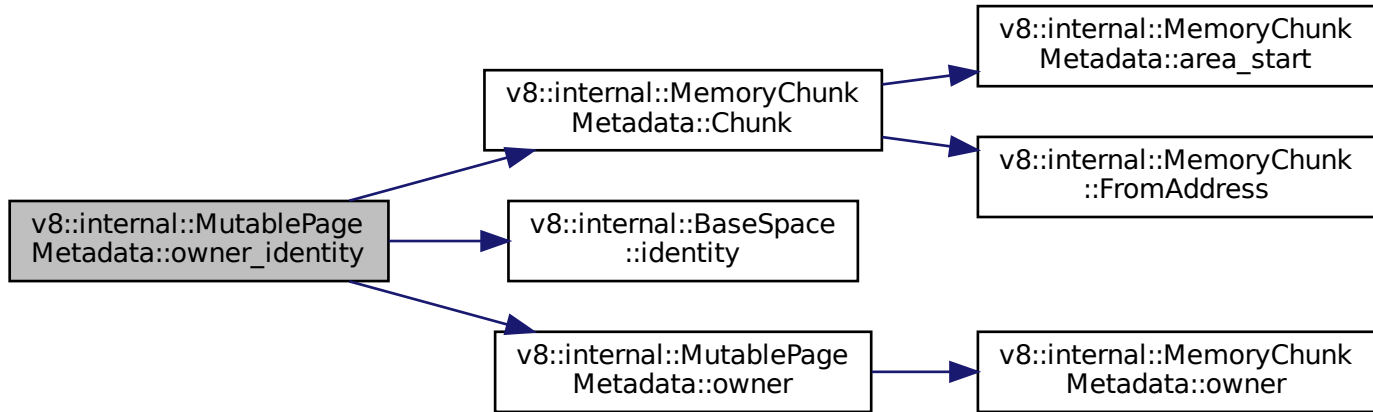 v8::internal::MemoryChunk
Metadata::area_start
v8::internal::MemoryChunk
Metadata::Chunk
v8::internal::MemoryChunk
::FromAddress
v8::internal::MutablePage
Metadata::owner_identity
v8::internal::BaseSpace
::identity
v8::internal::MutablePage
Metadata::owner
v8::internal::MemoryChunk
Metadata::owner